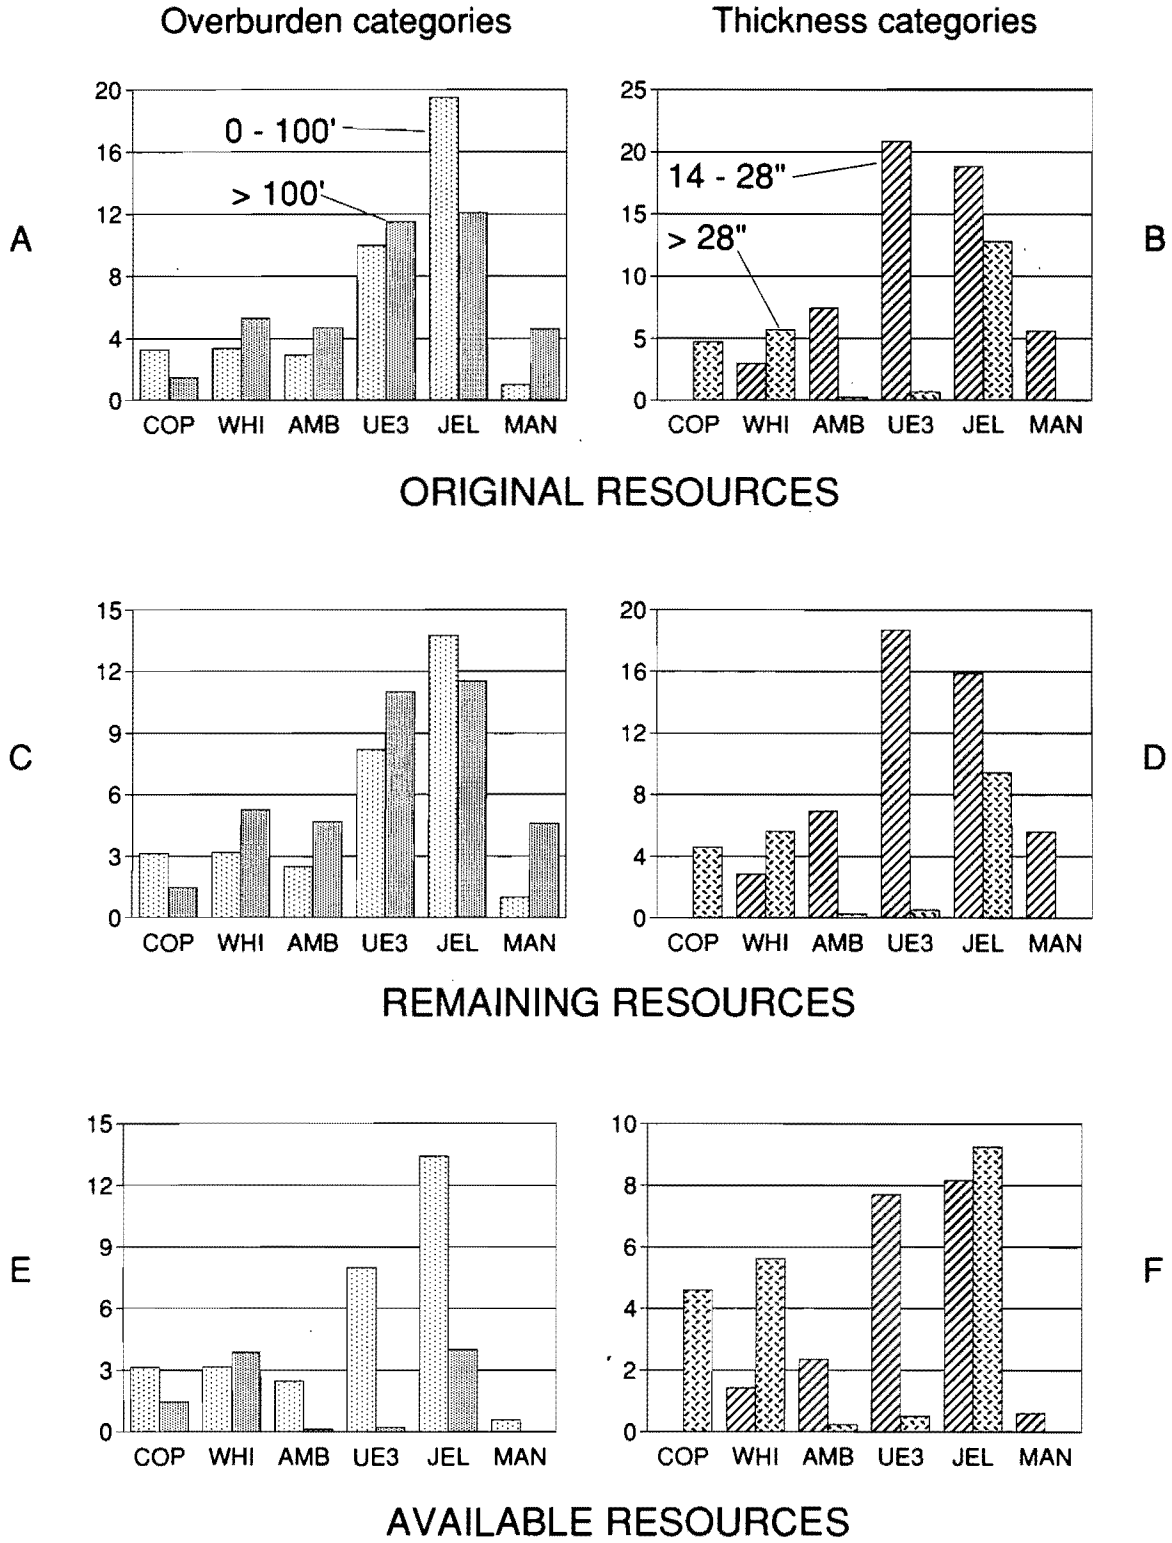 Overburden categories
Thickness categories
A
20
16
12
8
4
0
0 - 100'
> 100'
COP WHI AMB UE3 JEL MAN
25
20
15
10
5
0
14 - 28"
> 28"
COP WHI AMB UE3 JEL MAN
B
ORIGINAL RESOURCES
C
15
12
9
6
3
0
COP WHI AMB UE3 JEL MAN
20
16
12
8
4
0
COP WHI AMB UE3 JEL MAN
D
REMAINING RESOURCES
E
15
12
9
6
3
0
COP WHI AMB UE3 JEL MAN
10
8
6
4
2
0
COP WHI AMB UE3 JEL MAN
F
AVAILABLE RESOURCES